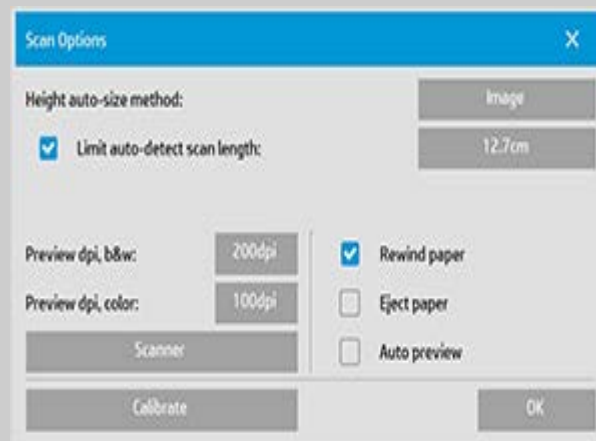 Scan Options
Height auto-size method: Image
Limit auto-detect scan length: 12.7cm
Preview dpi, b&w: 200dpi
Rewind paper
Preview dpi, color: 100dpi
Eject paper
Scanner
Auto preview
Calibrate
OK